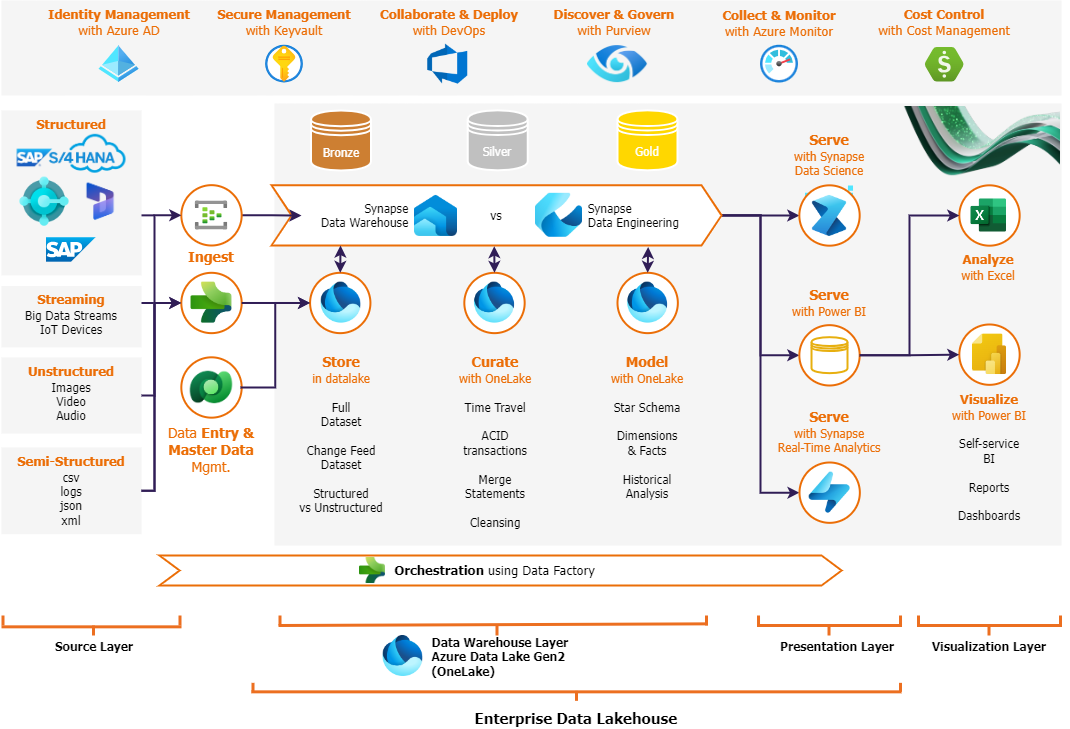 Identity Management
with Azure AD
Secure Management
with Keyvault
Collaborate & Deploy
with DevOps
Discover & Govern
with Purview
Collect & Monitor
with Azure Monitor
Cost Control
with Cost Management
Structured
SAP S/4HANA
SAP
Streaming
Big Data Streams
IoT Devices
Unstructured
Images
Video
Audio
Semi-Structured
csv
logs
json
xml
Ingest
Data Entry &
Master Data
Mgmt.
Bronze
Silver
Gold
Synapse
Data Warehouse
vs
Synapse
Data Engineering
Store
in datalake
Full
Dataset
Change Feed
Dataset
Structured
vs Unstructured
Curate
with OneLake
Time Travel
ACID
transactions
Merge
Statements
Cleansing
Model
with OneLake
Star Schema
Dimensions
& Facts
Historical
Analysis
Serve
with Synapse
Data Science
Serve
with Power BI
Serve
with Synapse
Real-Time Analytics
X
Analyze
with Excel
Visualize
with Power BI
Self-service
BI
Reports
Dashboards
Orchestration using Data Factory
Source Layer
Data Warehouse Layer
Azure Data Lake Gen2
(OneLake)
Presentation Layer
Visualization Layer
Enterprise Data Lakehouse